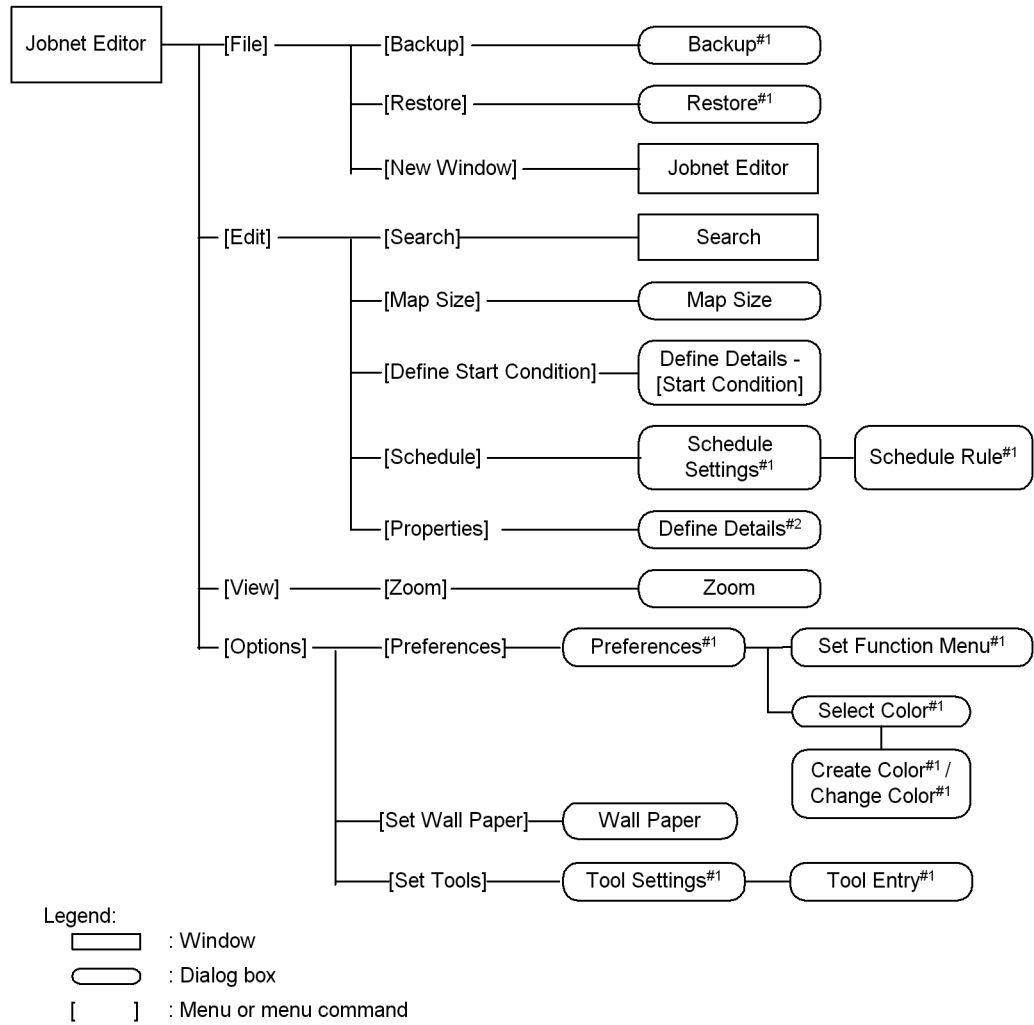 Jobnet Editor
[File]
[Backup]
Backup#1
[Restore]
Restore#1
[New Window]
Jobnet Editor
[Edit]
[Search]
Search
[Map Size]
Map Size
[Define Start Condition]
Define Details -
[Start Condition]
[Schedule]
Schedule
Settings#1
Schedule Rule#1
[Properties]
Define Details#2
[View]
[Zoom]
Zoom
[Options]
[Preferences]
Preferences#1
Set Function Menu#1
Select Color#1
Create Color#1 /
Change Color#1
[Set Wall Paper]
Wall Paper
[Set Tools]
Tool Settings#1
Tool Entry#1
Legend:
: Window
: Dialog box
[ ] : Menu or menu command